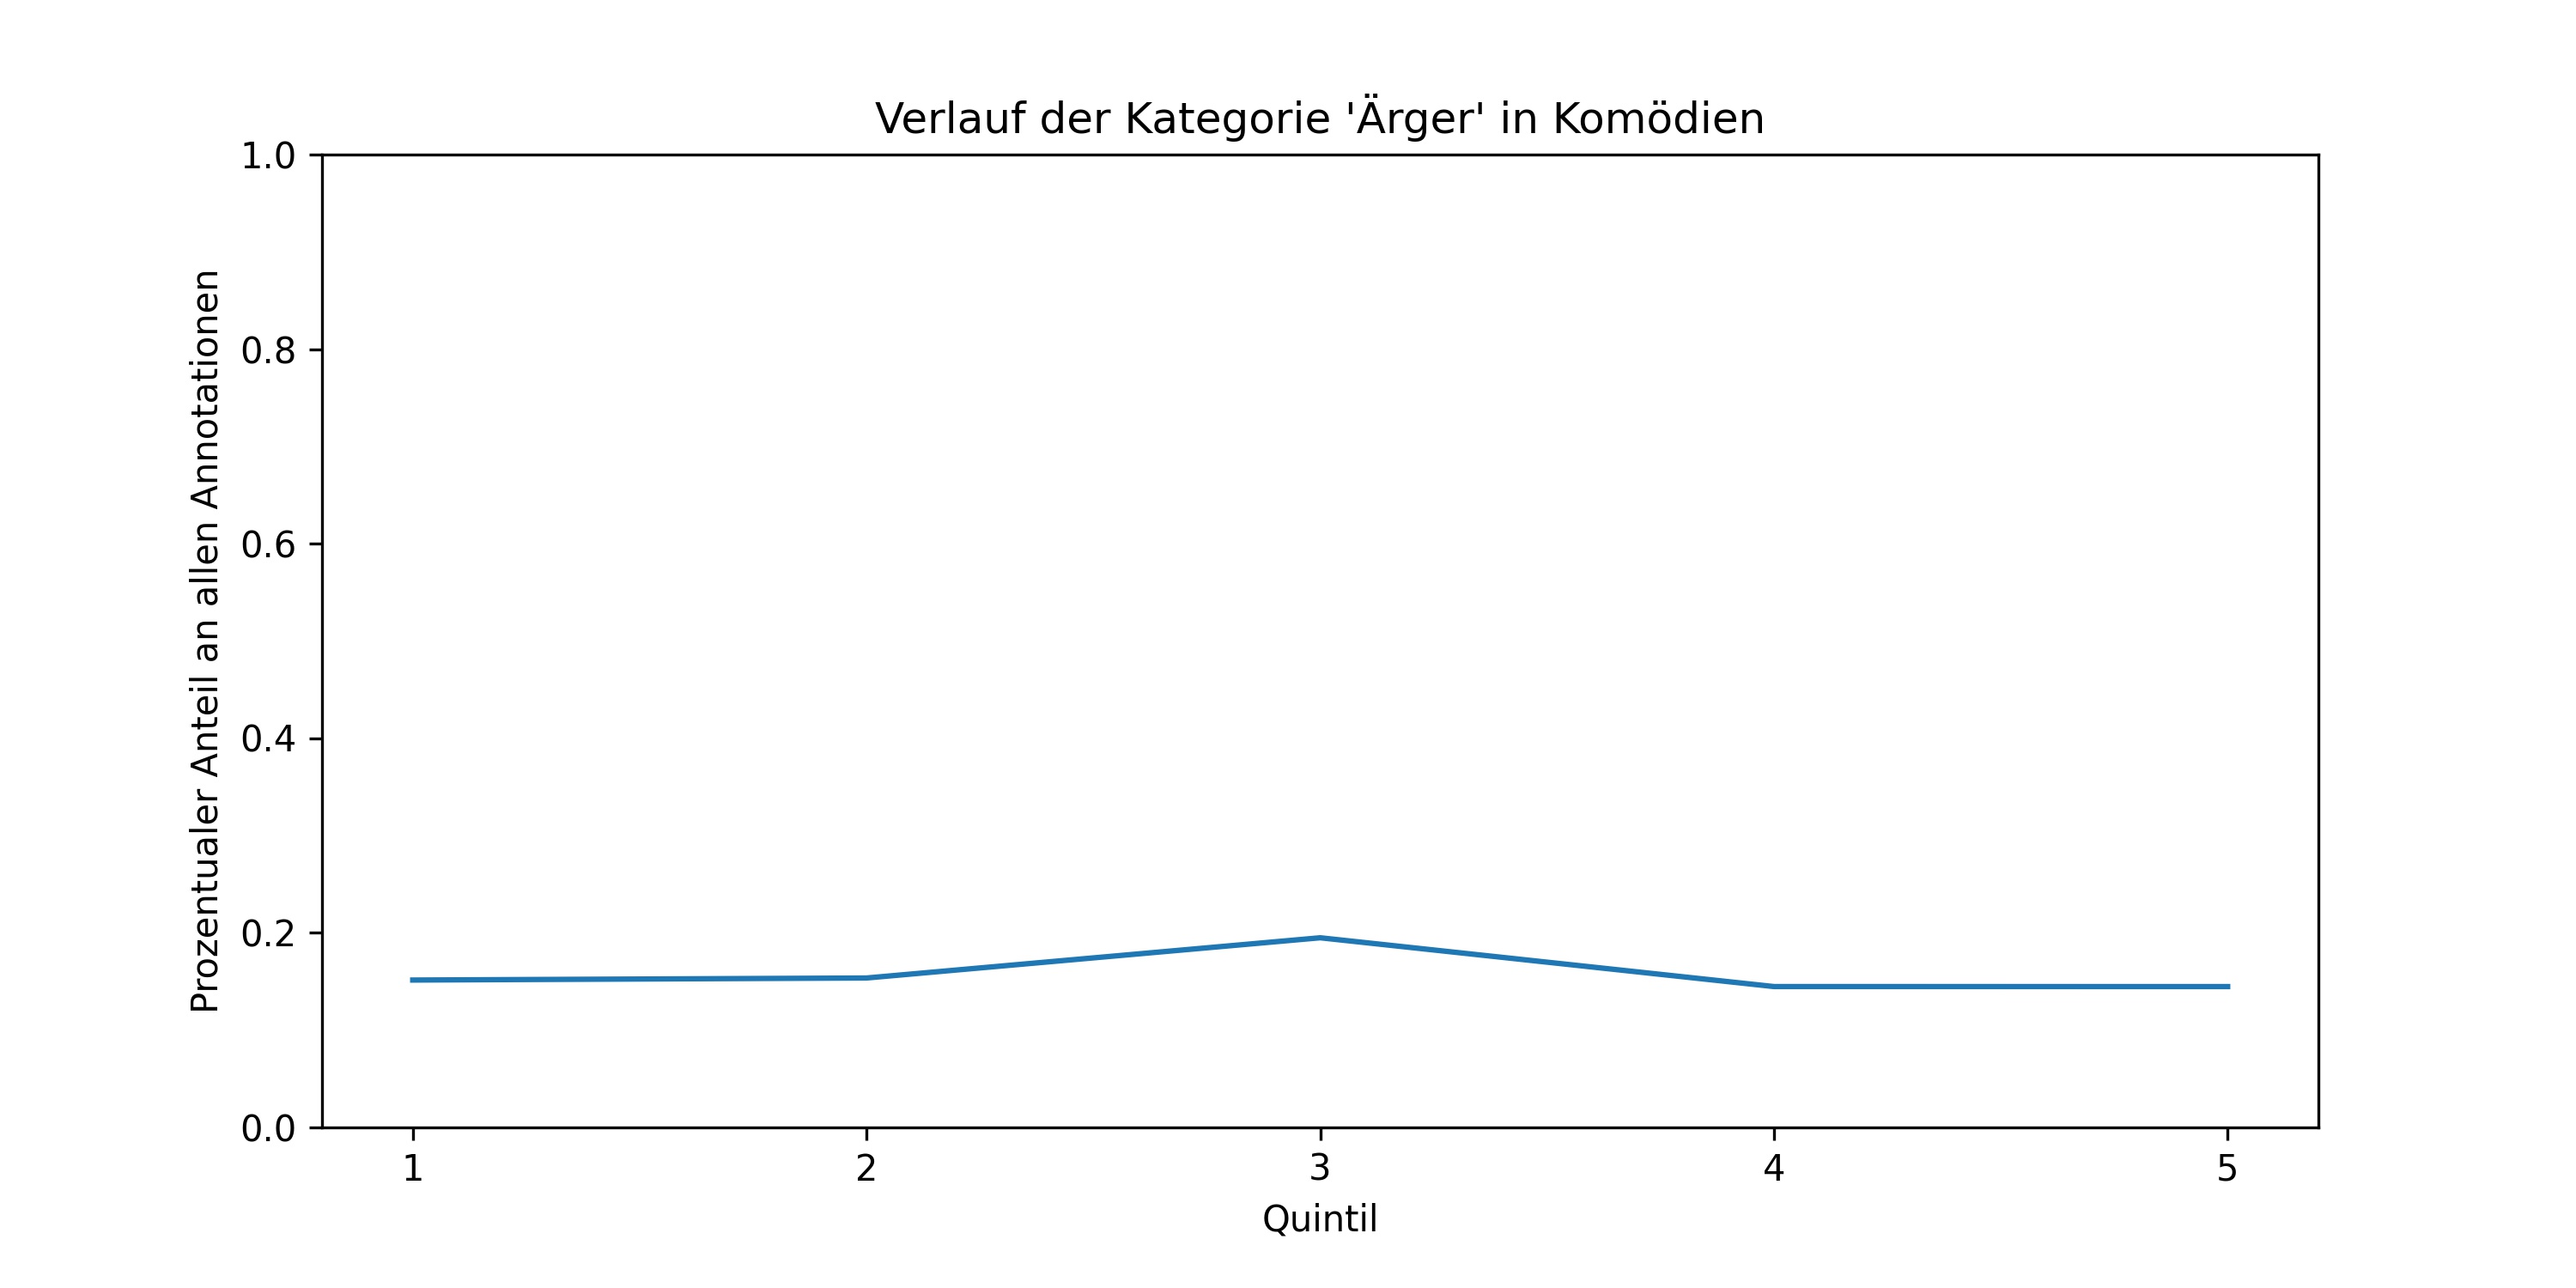 Verlauf der Kategorie 'Ärger' in Komödien
Prozentualer Anteil an allen Annotationen
1.0
0.8
0.6
0.4
0.2
0.0
1 2 3 4 5
Quintil